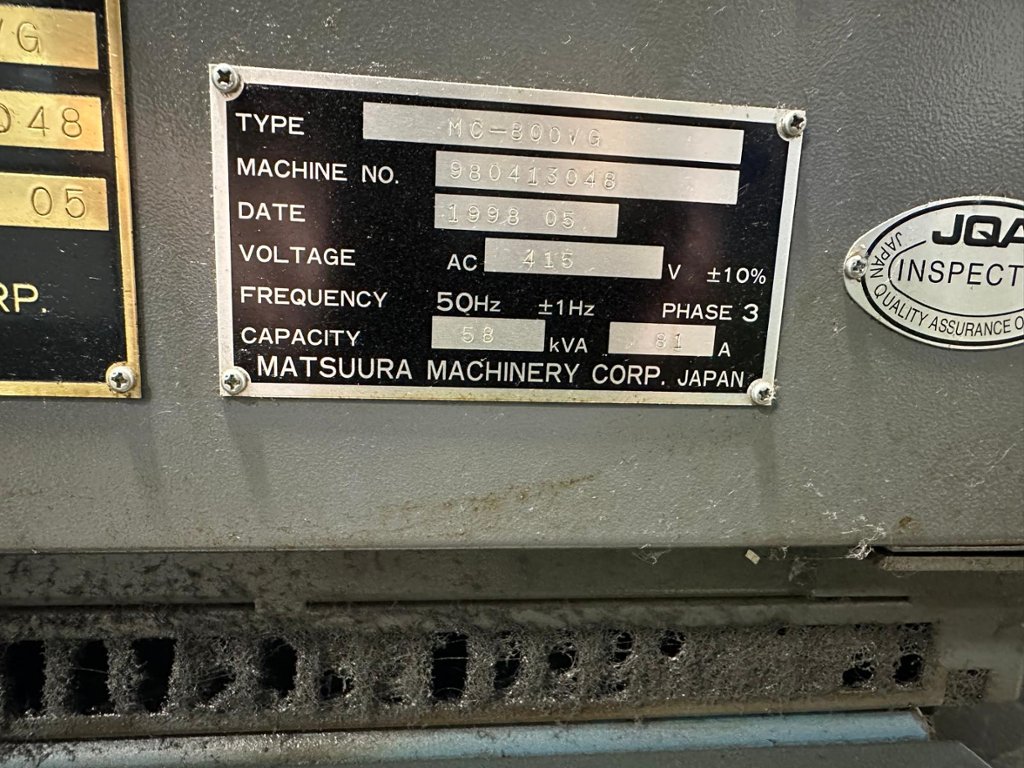 VG
048
05
RP.
TYPE MC-800VG
MACHINE NO. 980413048
DATE 1998 05
VOLTAGE AC 415 V ±10%
FREQUENCY 50Hz ±1Hz PHASE 3
CAPACITY 58 kVA 81 A
MATSUURA MACHINERY CORP. JAPAN
JQA
INSPECT
JAPAN QUALITY ASSURANCE O